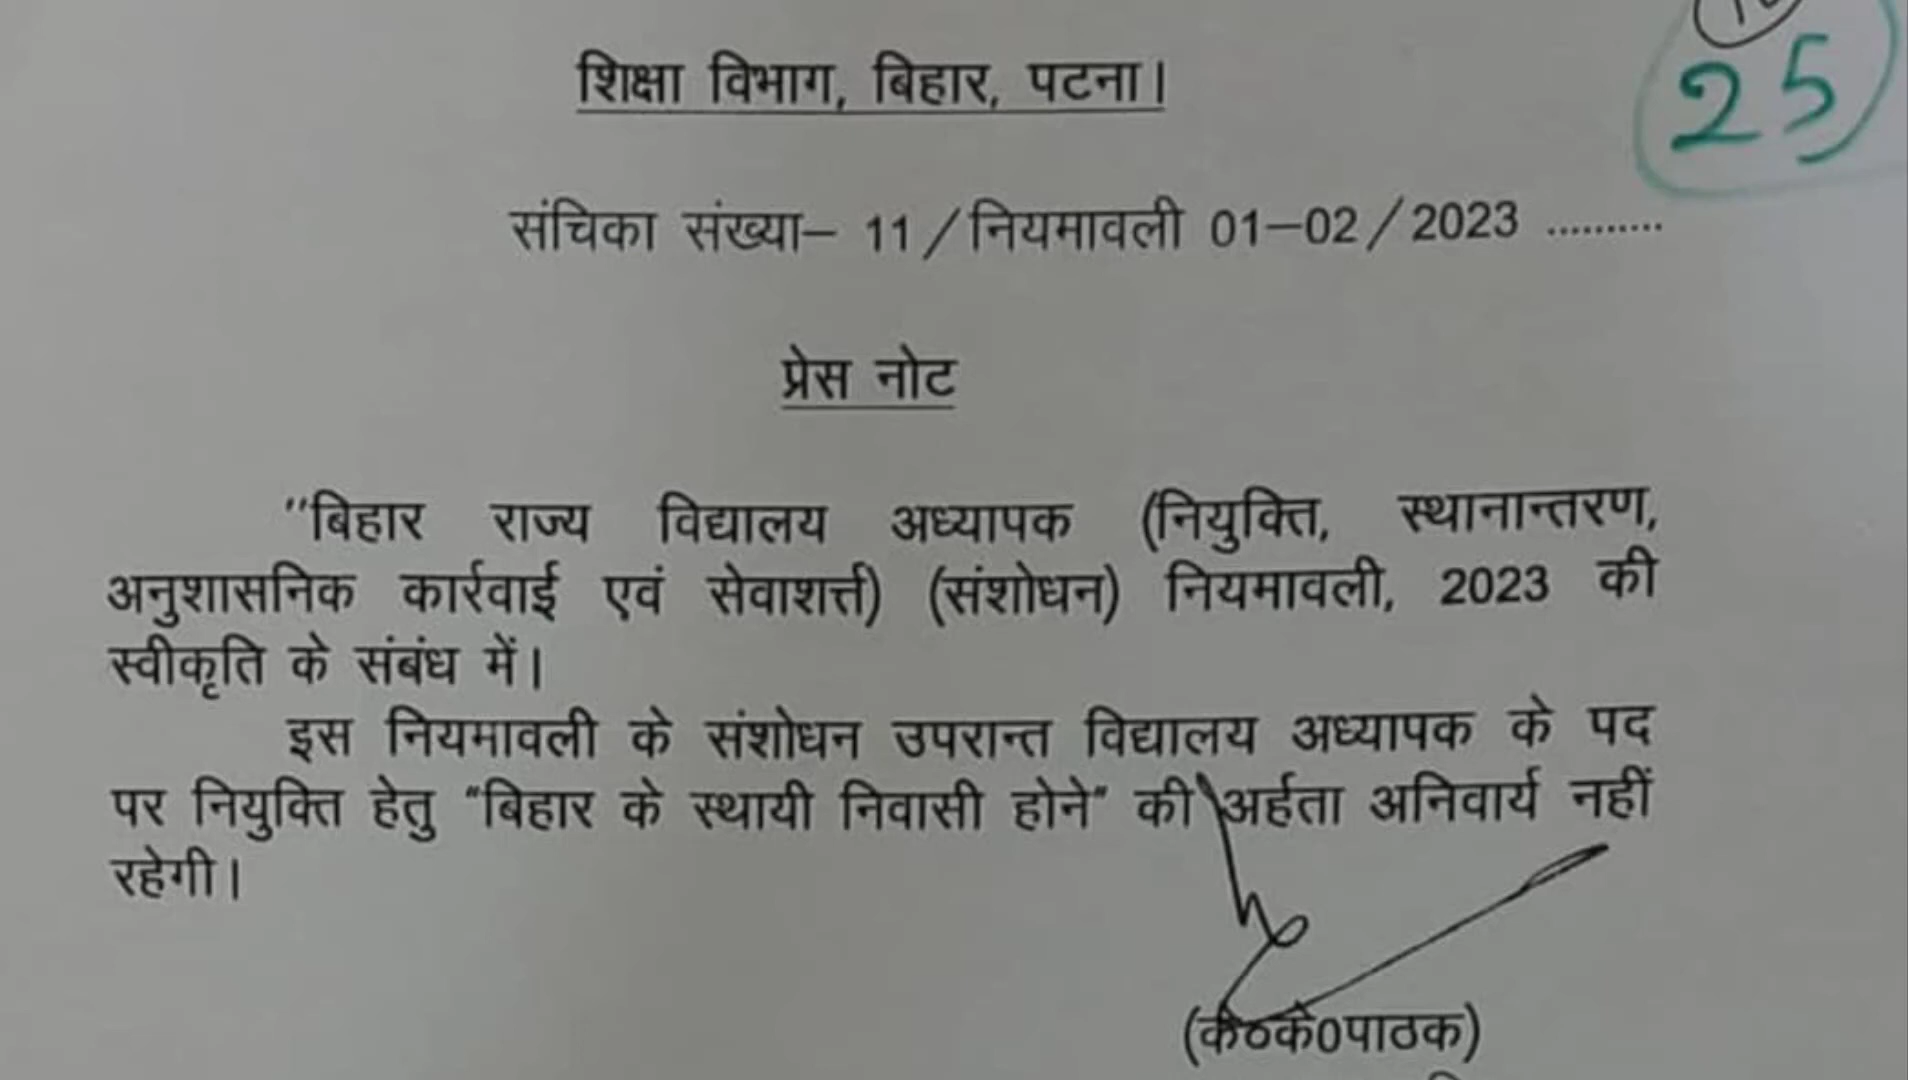 25
शिक्षा विभाग, बिहार, पटना।
संचिका संख्या– 11/नियमावली 01–02/2023 ..........
प्रेस नोट
''बिहार राज्य विद्यालय अध्यापक (नियुक्ति, स्थानान्तरण,
अनुशासनिक कार्रवाई एवं सेवाशर्त्त) (संशोधन) नियमावली, 2023 की
स्वीकृति के संबंध में।
इस नियमावली के संशोधन उपरान्त विद्यालय अध्यापक के पद
पर नियुक्ति हेतु "बिहार के स्थायी निवासी होने" की अर्हता अनिवार्य नहीं
रहेगी।
(के०के0पाठक)